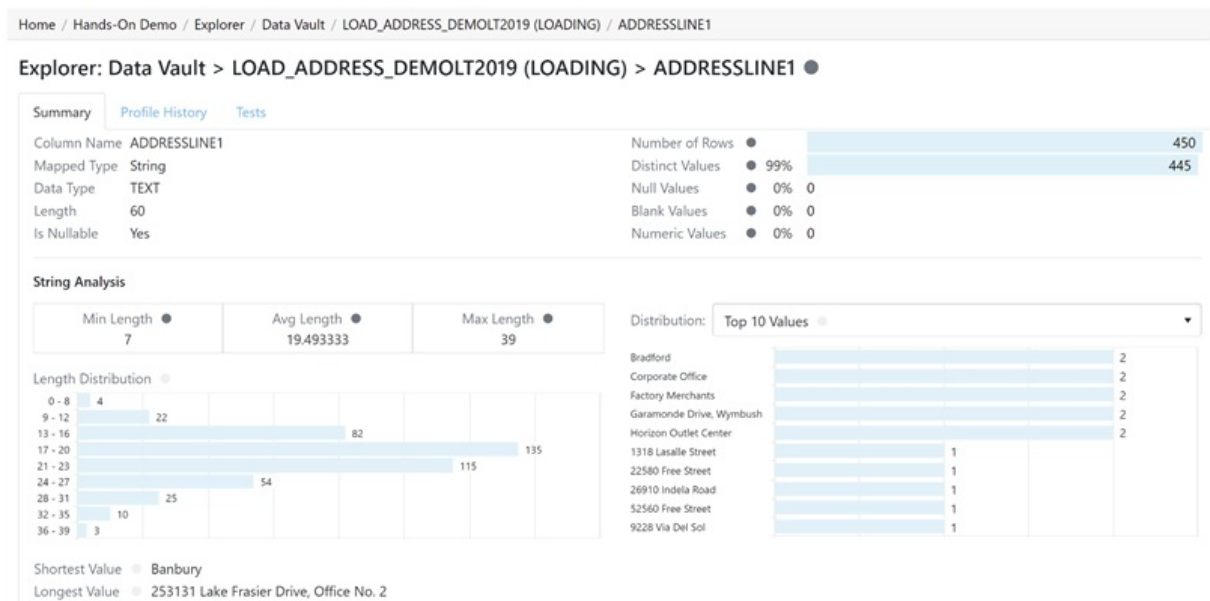 Home / Hands-On Demo / Explorer / Data Vault / LOAD_ADDRESS_DEMOLT2019 (LOADING) / ADDRESSLINE1
Explorer: Data Vault > LOAD_ADDRESS_DEMOLT2019 (LOADING) > ADDRESSLINE1
Summary Profile History Tests
Column Name ADDRESSLINE1
Mapped Type String
Data Type TEXT
Length 60
Is Nullable Yes
Number of Rows 450
Distinct Values 99% 445
Null Values 0% 0
Blank Values 0% 0
Numeric Values 0% 0
String Analysis
Min Length Avg Length Max Length
7 19.493333 39
Length Distribution
0 - 8 4
9 - 12 22
13 - 16 82
17 - 20 135
21 - 23 115
24 - 27 54
28 - 31 25
32 - 35 10
36 - 39 3
Distribution: Top 10 Values
Bradford 2
Corporate Office 2
Factory Merchants 2
Garamonde Drive, Wymbush 2
Horizon Outlet Center 2
1318 Lasalle Street 1
22580 Free Street 1
26910 Indela Road 1
52560 Free Street 1
9228 Via Del Sol 1
Shortest Value Banbury
Longest Value 253131 Lake Frasier Drive, Office No. 2